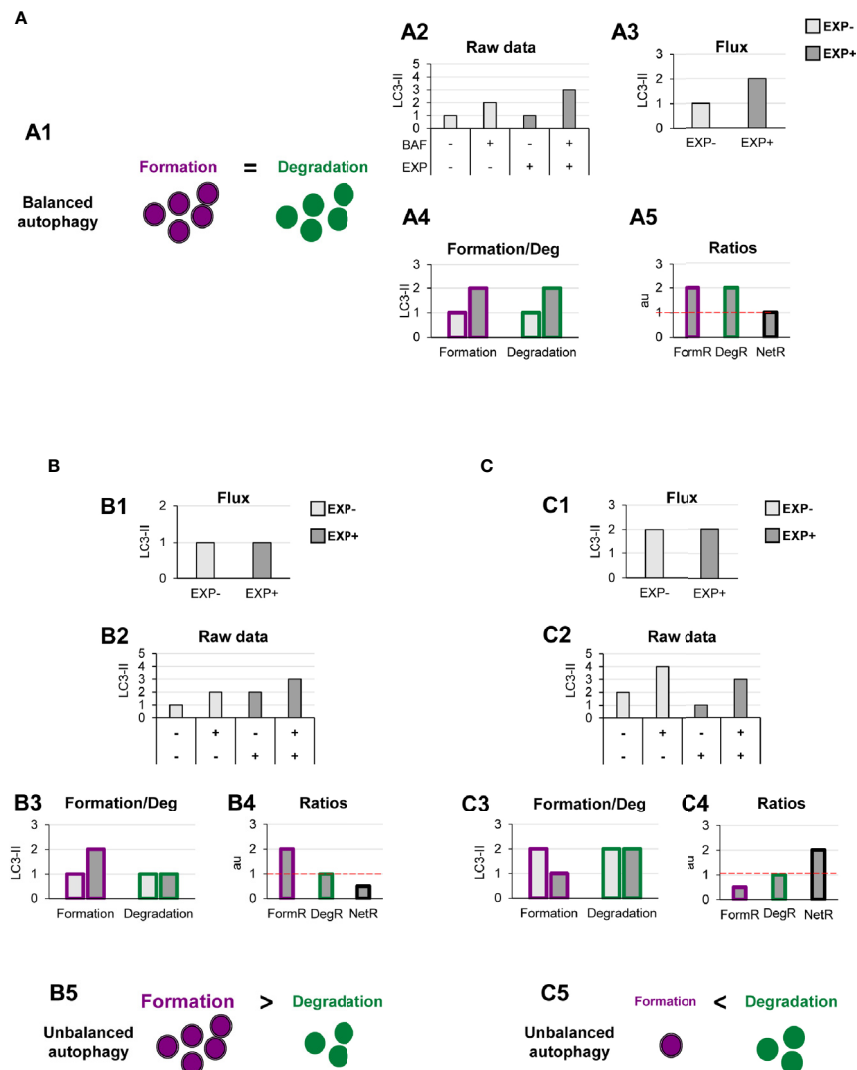 A
A1
Formation = Degradation
Balanced
autophagy
A2
Raw data
LC3-II
5
4
3
2
1
0
BAF - + - +
EXP - - + +
A3
Flux
LC3-II
3
2
1
0
EXP- EXP+
EXP-
EXP+
A4
Formation/Deg
LC3-II
3
2
1
0
Formation Degradation
A5
Ratios
au
3
2
1
0
FormR DegR NetR
B
B1
Flux
LC3-II
2
1
0
EXP- EXP+
EXP-
EXP+
B2
Raw data
LC3-II
5
4
3
2
1
0
- + - +
- - + +
B3
Formation/Deg
LC3-II
3
2
1
0
Formation Degradation
B4
Ratios
au
3
2
1
0
FormR DegR NetR
B5
Formation > Degradation
Unbalanced
autophagy
C
C1
Flux
LC3-II
3
2
1
0
EXP- EXP+
EXP-
EXP+
C2
Raw data
LC3-II
5
4
3
2
1
0
- + - +
- - + +
C3
Formation/Deg
LC3-II
3
2
1
0
Formation Degradation
C4
Ratios
au
3
2
1
0
FormR DegR NetR
C5
Formation < Degradation
Unbalanced
autophagy